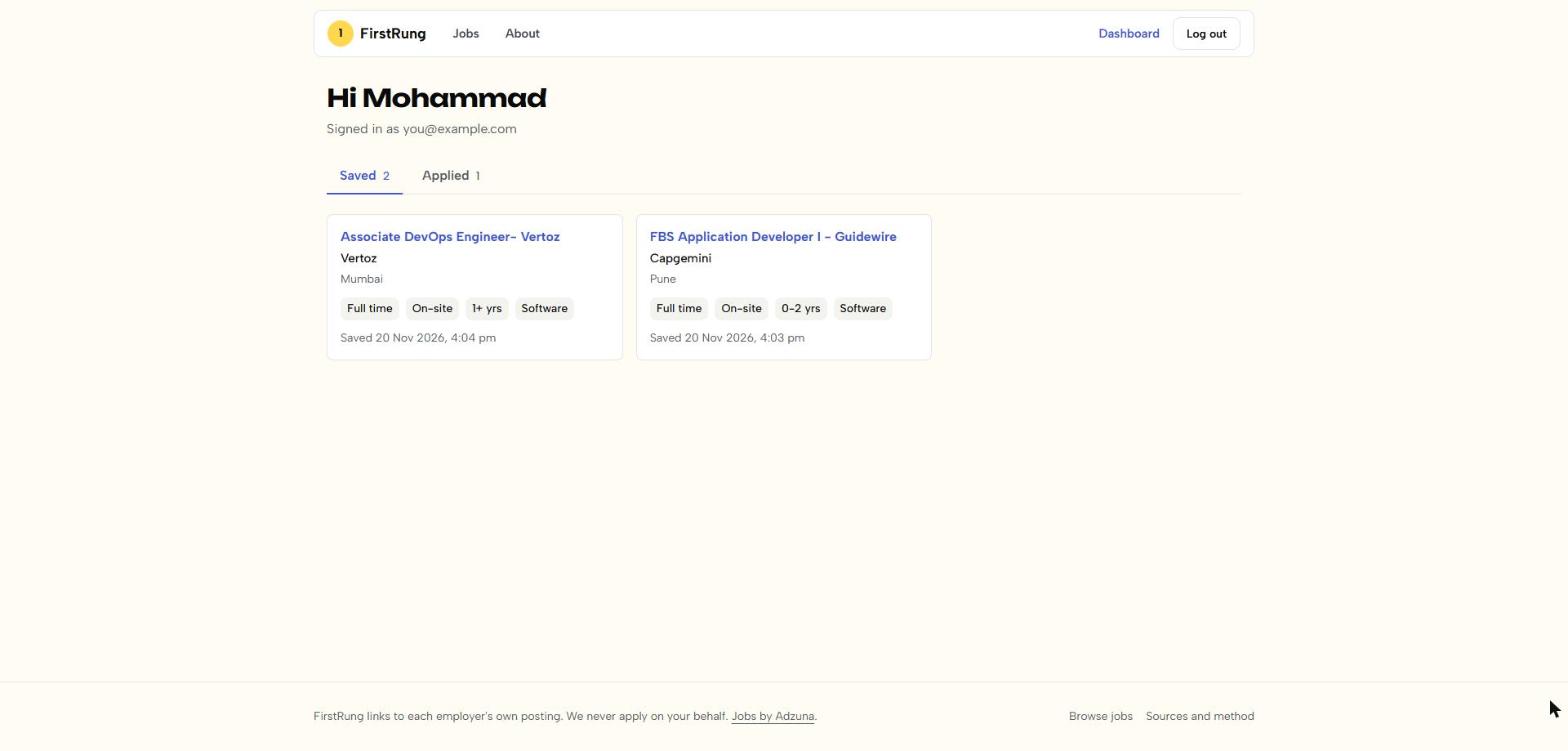 1 FirstRung Jobs About Dashboard Log out
Hi Mohammad
Signed in as you@example.com
Saved 2 Applied 1
Associate DevOps Engineer- Vertoz
Vertoz
Mumbai
Full time On-site 1+ yrs Software
Saved 20 Nov 2026, 4:04 pm
FBS Application Developer I - Guidewire
Capgemini
Pune
Full time On-site 0-2 yrs Software
Saved 20 Nov 2026, 4:03 pm
FirstRung links to each employer's own posting. We never apply on your behalf. Jobs by Adzuna.
Browse jobs Sources and method